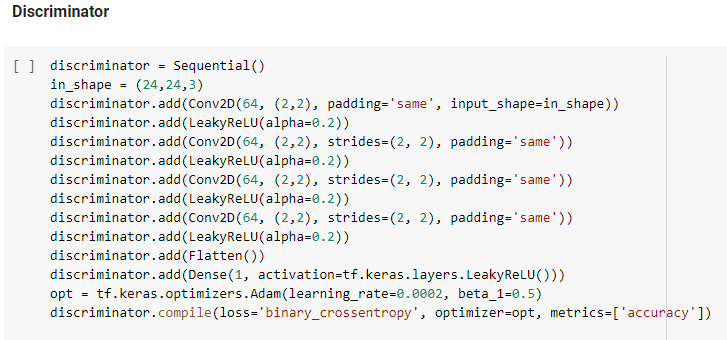 Discriminator
[ ] discriminator = Sequential()
in_shape = (24,24,3)
discriminator.add(Conv2D(64, (2,2), padding='same', input_shape=in_shape))
discriminator.add(LeakyReLU(alpha=0.2))
discriminator.add(Conv2D(64, (2,2), strides=(2, 2), padding='same'))
discriminator.add(LeakyReLU(alpha=0.2))
discriminator.add(Conv2D(64, (2,2), strides=(2, 2), padding='same'))
discriminator.add(LeakyReLU(alpha=0.2))
discriminator.add(Conv2D(64, (2,2), strides=(2, 2), padding='same'))
discriminator.add(LeakyReLU(alpha=0.2))
discriminator.add(Flatten())
discriminator.add(Dense(1, activation=tf.keras.layers.LeakyReLU()))
opt = tf.keras.optimizers.Adam(learning_rate=0.0002, beta_1=0.5)
discriminator.compile(loss='binary_crossentropy', optimizer=opt, metrics=['accuracy'])